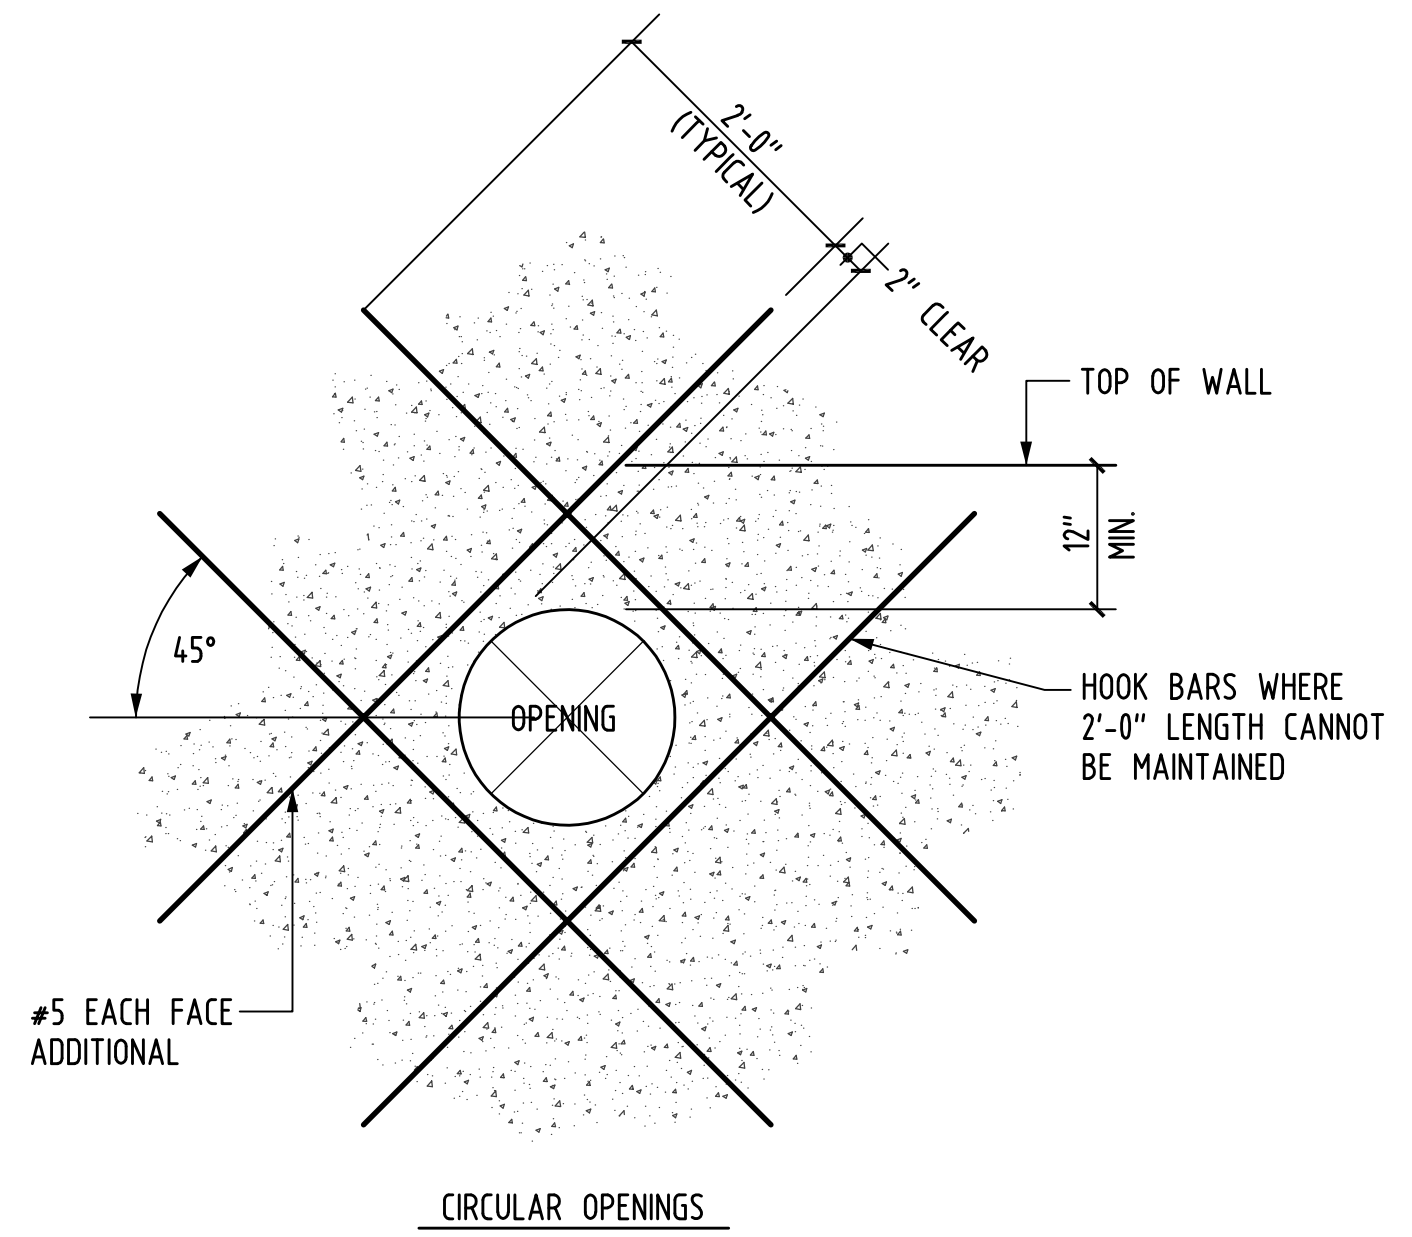 2'-0"
(TYPICAL)
2" CLEAR
TOP OF WALL
12"
MIN.
45°
OPENING
HOOK BARS WHERE
2'-0" LENGTH CANNOT
BE MAINTAINED
#5 EACH FACE
ADDITIONAL
CIRCULAR OPENINGS